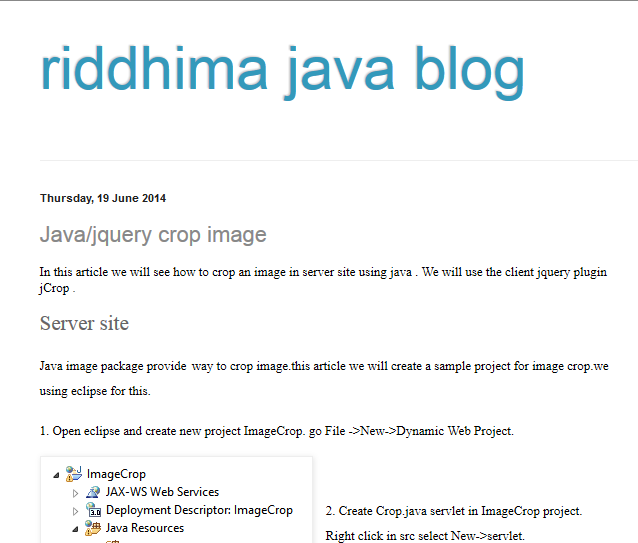 riddhima java blog
Thursday, 19 June 2014
Java/jquery crop image
In this article we will see how to crop an image in server site using java . We will use the client jquery plugin
jCrop .
Server site
Java image package provide way to crop image.this article we will create a sample project for image crop.we
using eclipse for this.
1. Open eclipse and create new project ImageCrop. go File ->New->Dynamic Web Project.
ImageCrop
JAX-WS Web Services
3.0 Deployment Descriptor: ImageCrop
Java Resources
2. Create Crop.java servlet in ImageCrop project.
Right click in src select New->servlet.